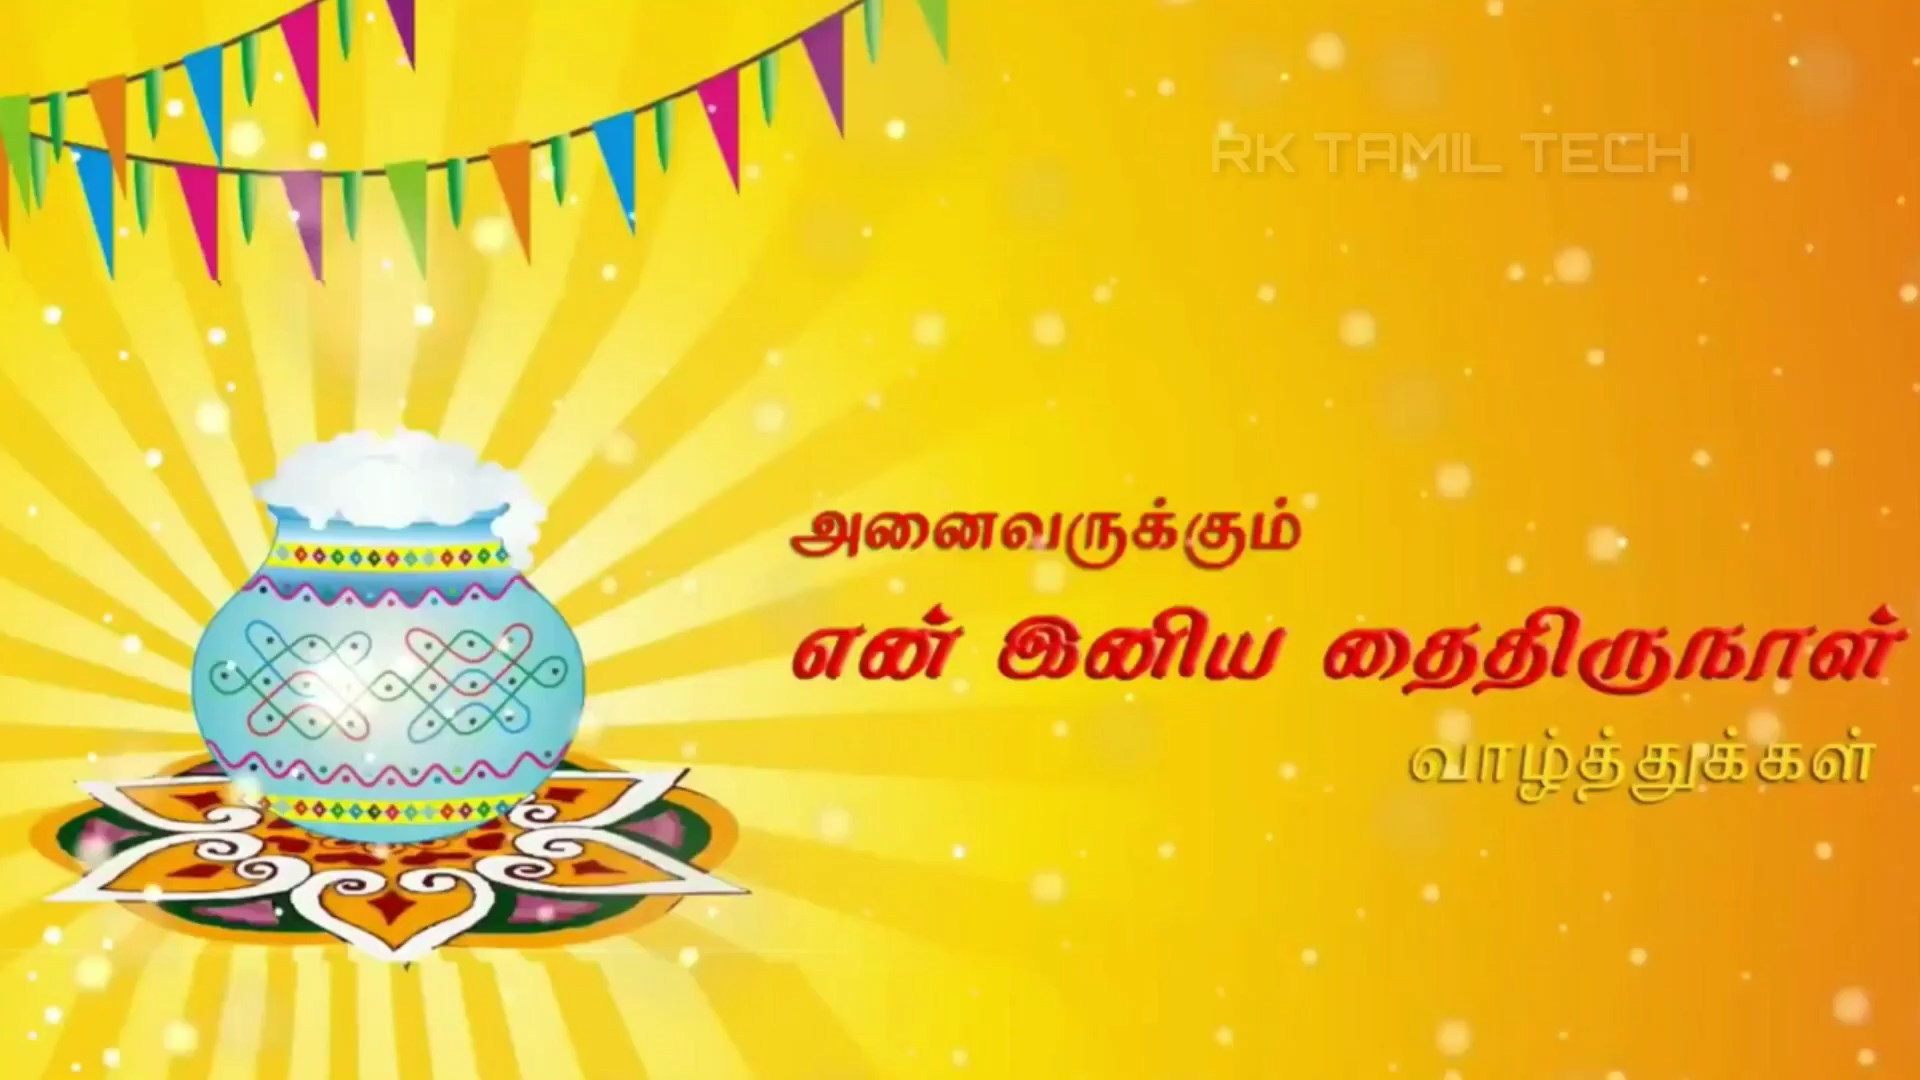 RK TAMIL TECH
அனைவருக்கும்
என் இனிய தைதிருநாள்
வாழ்த்துக்கள்